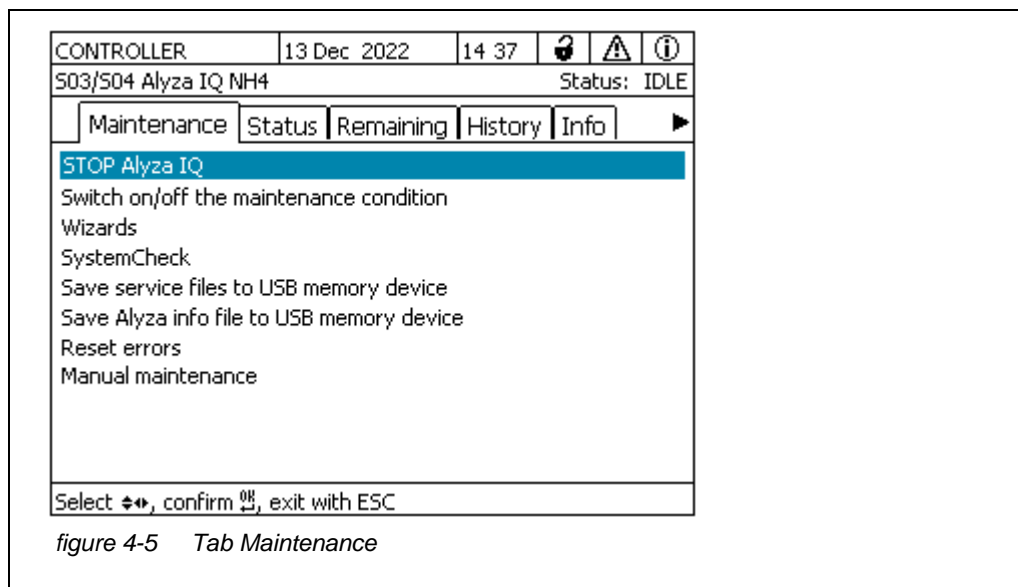 CONTROLLER 13 Dec 2022 14 37
S03/S04 Alyza IQ NH4 Status: IDLE
Maintenance Status Remaining History Info
STOP Alyza IQ
Switch on/off the maintenance condition
Wizards
SystemCheck
Save service files to USB memory device
Save Alyza info file to USB memory device
Reset errors
Manual maintenance
Select, confirm OK, exit with ESC
figure 4-5 Tab Maintenance